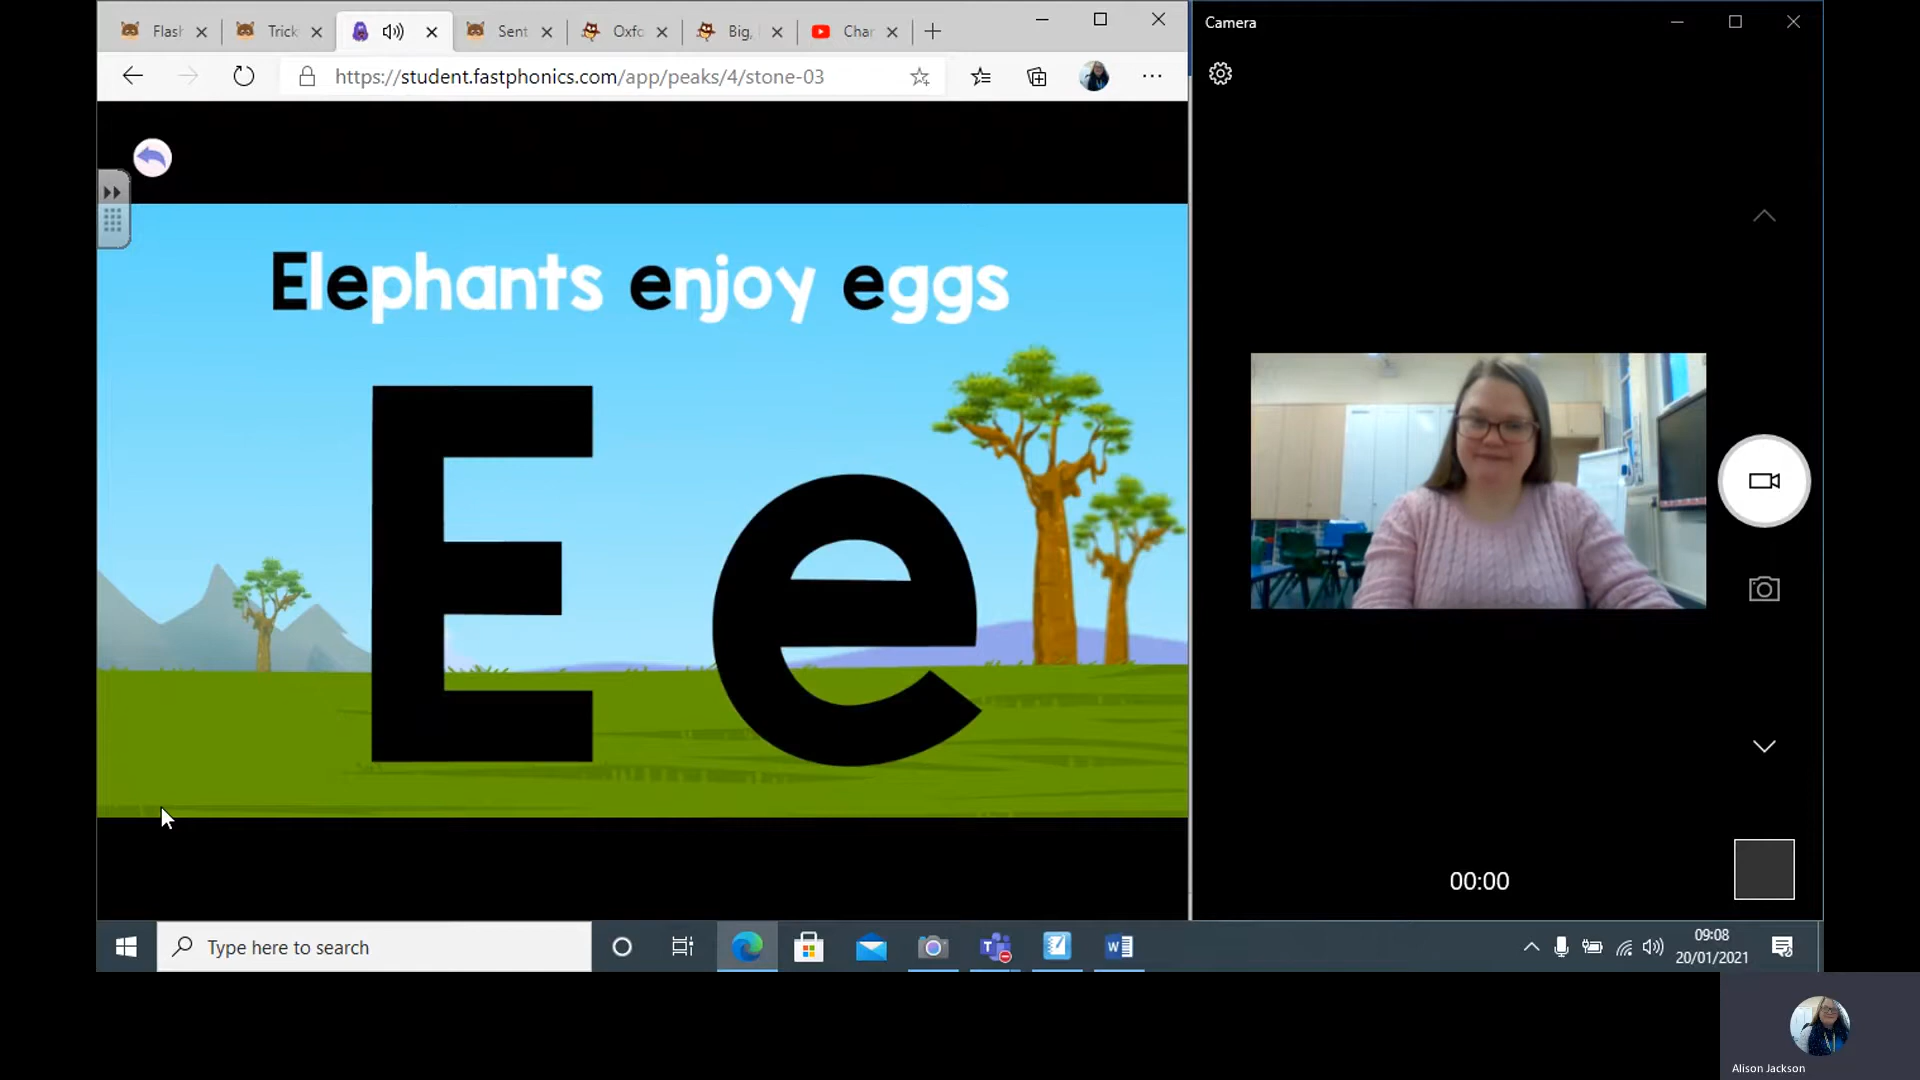 Flash
Trick
Sent
Oxfo
Big,
Char
Camera
https://student.fastphonics.com/app/peaks/4/stone-03
Elephants enjoy eggs
E e
00:00
Type here to search
09:08
20/01/2021
Alison Jackson